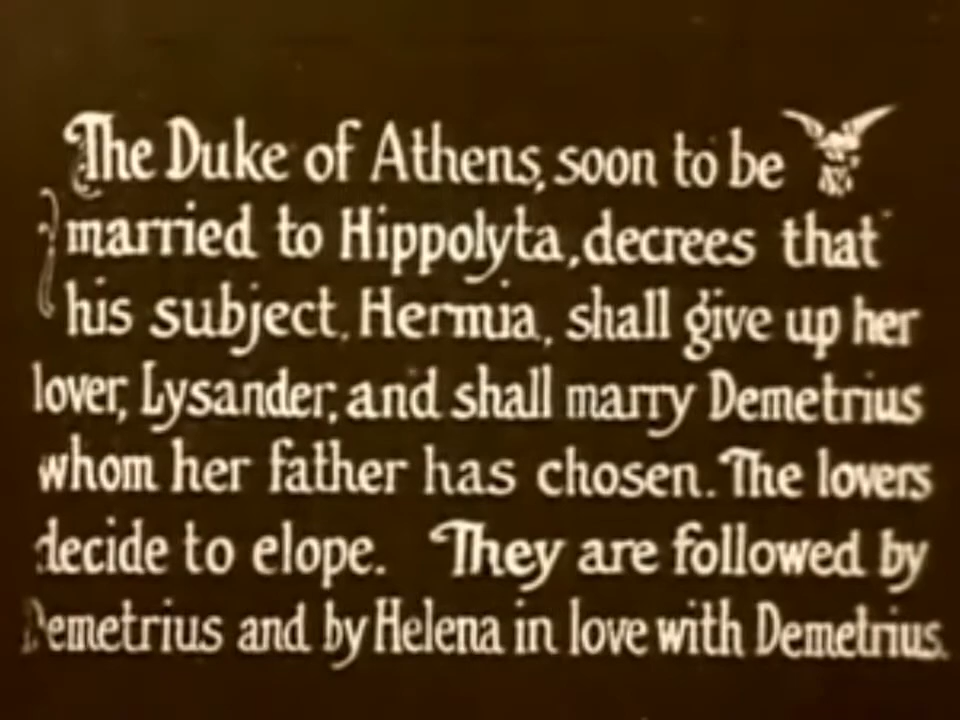 The Duke of Athens, soon to be
married to Hippolyta, decrees that
his subject, Hermia, shall give up her
lover, Lysander, and shall marry Demetrius
whom her father has chosen. The lovers
decide to elope. They are followed by
Demetrius and by Helena in love with Demetrius.